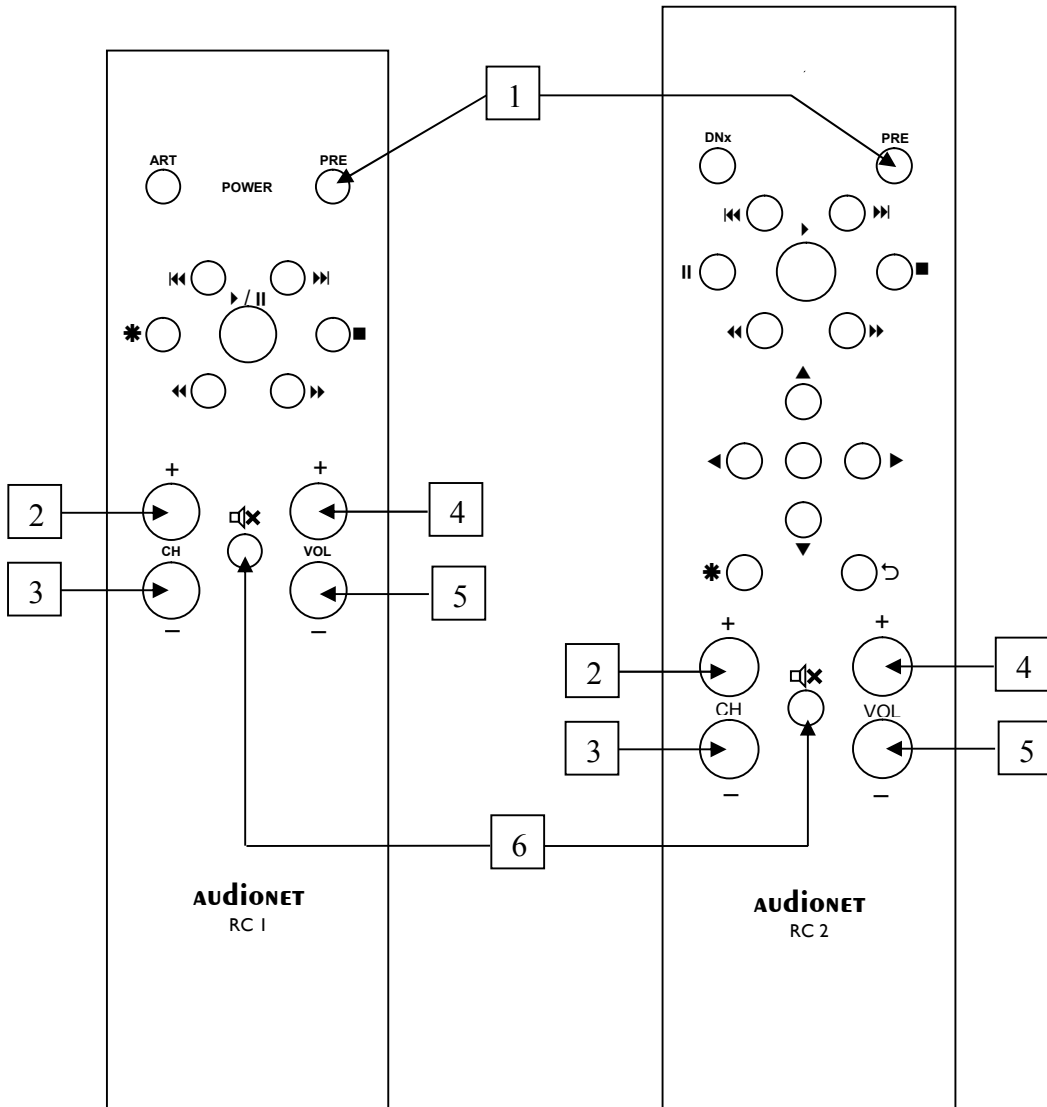 1
ART
POWER
PRE
DNx
PRE
/
+
+
2
4
CH
VOL
3
5
−
−
+
+
2
4
CH
VOL
3
5
−
−
6
AUdioNET
RC 1
AUdioNET
RC 2